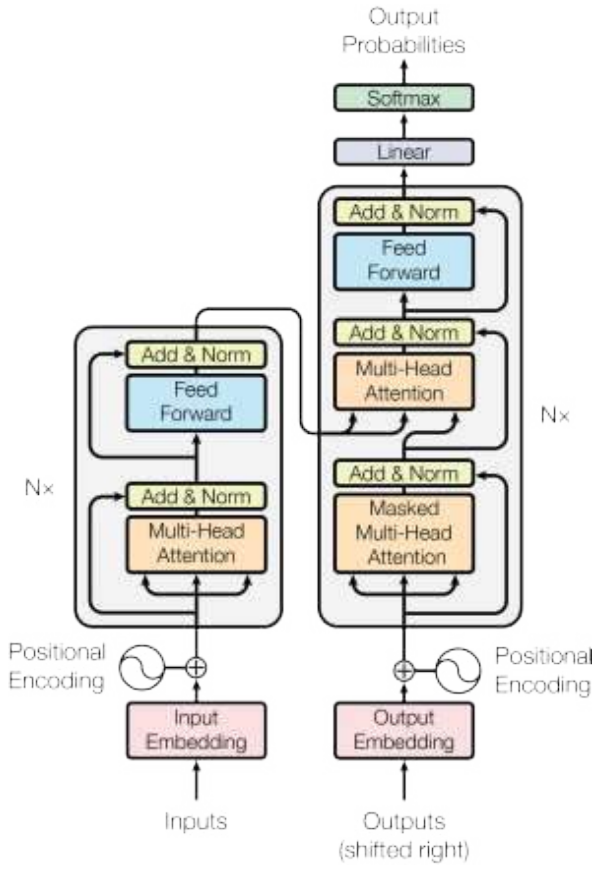 Output
Probabilities
Softmax
Linear
Add & Norm
Feed
Forward
Add & Norm
Multi-Head
Attention
Add & Norm
Masked
Multi-Head
Attention
N×
Add & Norm
Feed
Forward
Add & Norm
Multi-Head
Attention
N×
Positional
Encoding
Positional
Encoding
Input
Embedding
Output
Embedding
Inputs
Outputs
(shifted right)